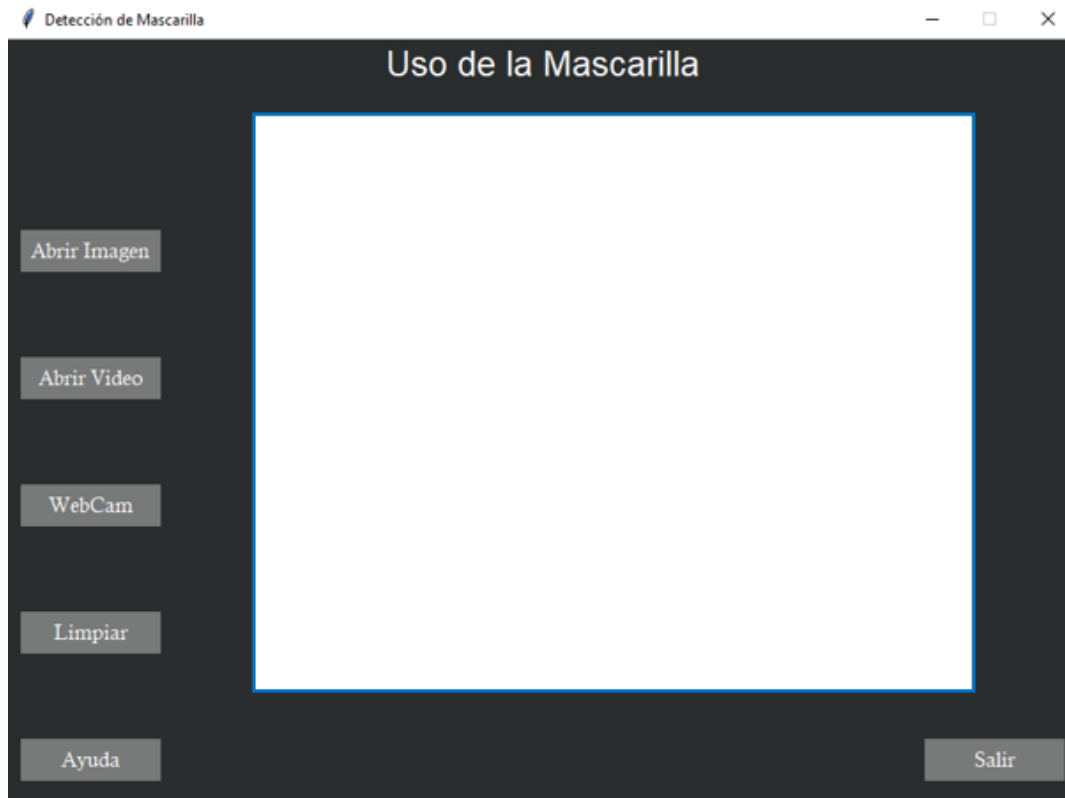 Detección de Mascarilla
Uso de la Mascarilla
Abrir Imagen
Abrir Video
WebCam
Limpiar
Ayuda
Salir